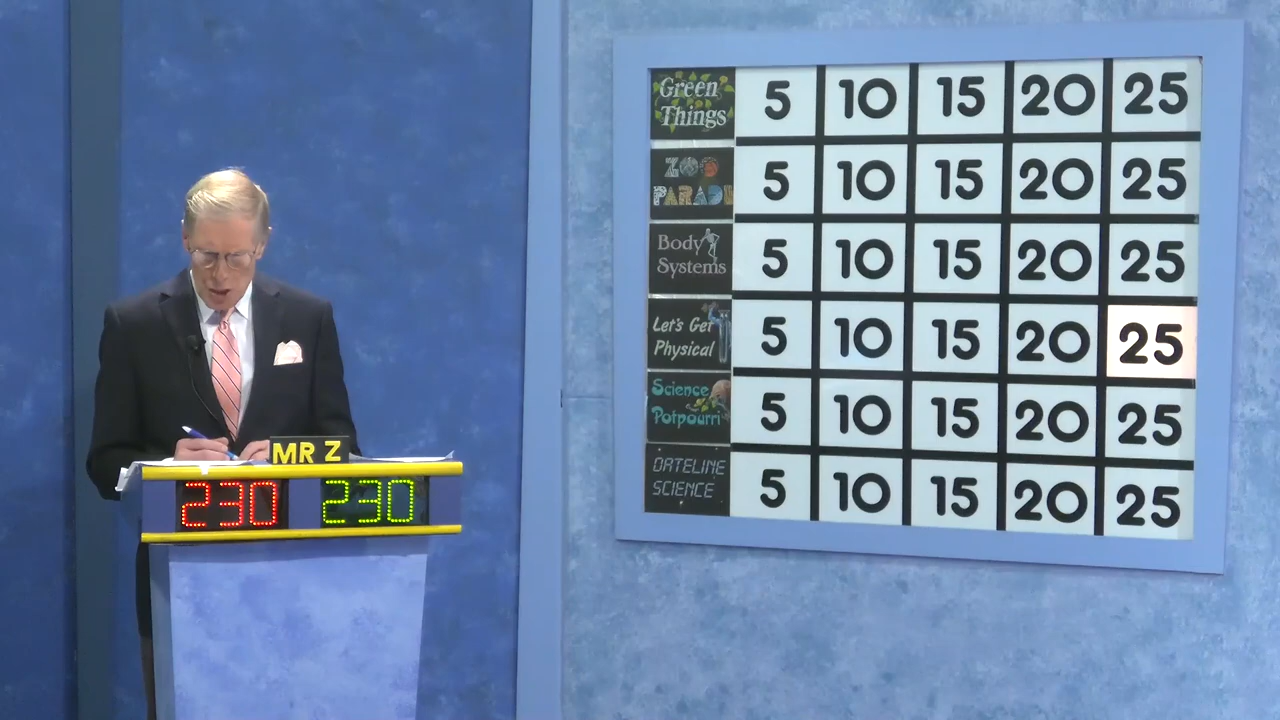 Green Things 5 10 15 20 25
ZOO PARADE 5 10 15 20 25
Body Systems 5 10 15 20 25
Let's Get Physical 5 10 15 20 25
Science Potpourri 5 10 15 20 25
DATELINE SCIENCE 5 10 15 20 25
MR Z
230 230